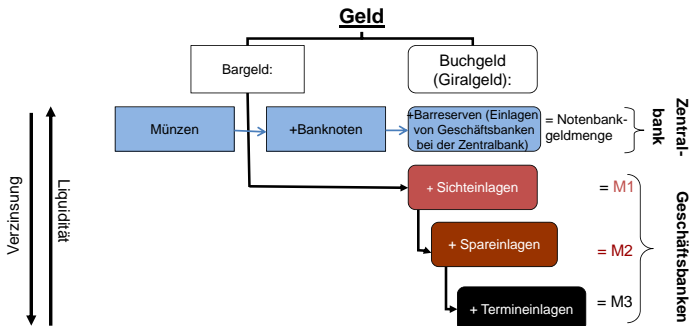 Geld
Bargeld:
Buchgeld
(Giralgeld):
Münzen
+Banknoten
+Barreserven (Einlagen
von Geschäftsbanken
bei der Zentralbank)
= Notenbank-
geldmenge
Zentral-
bank
+ Sichteinlagen
= M1
+ Spareinlagen
= M2
+ Termineinlagen
= M3
Geschäftsbanken
Verzinsung
Liquidität